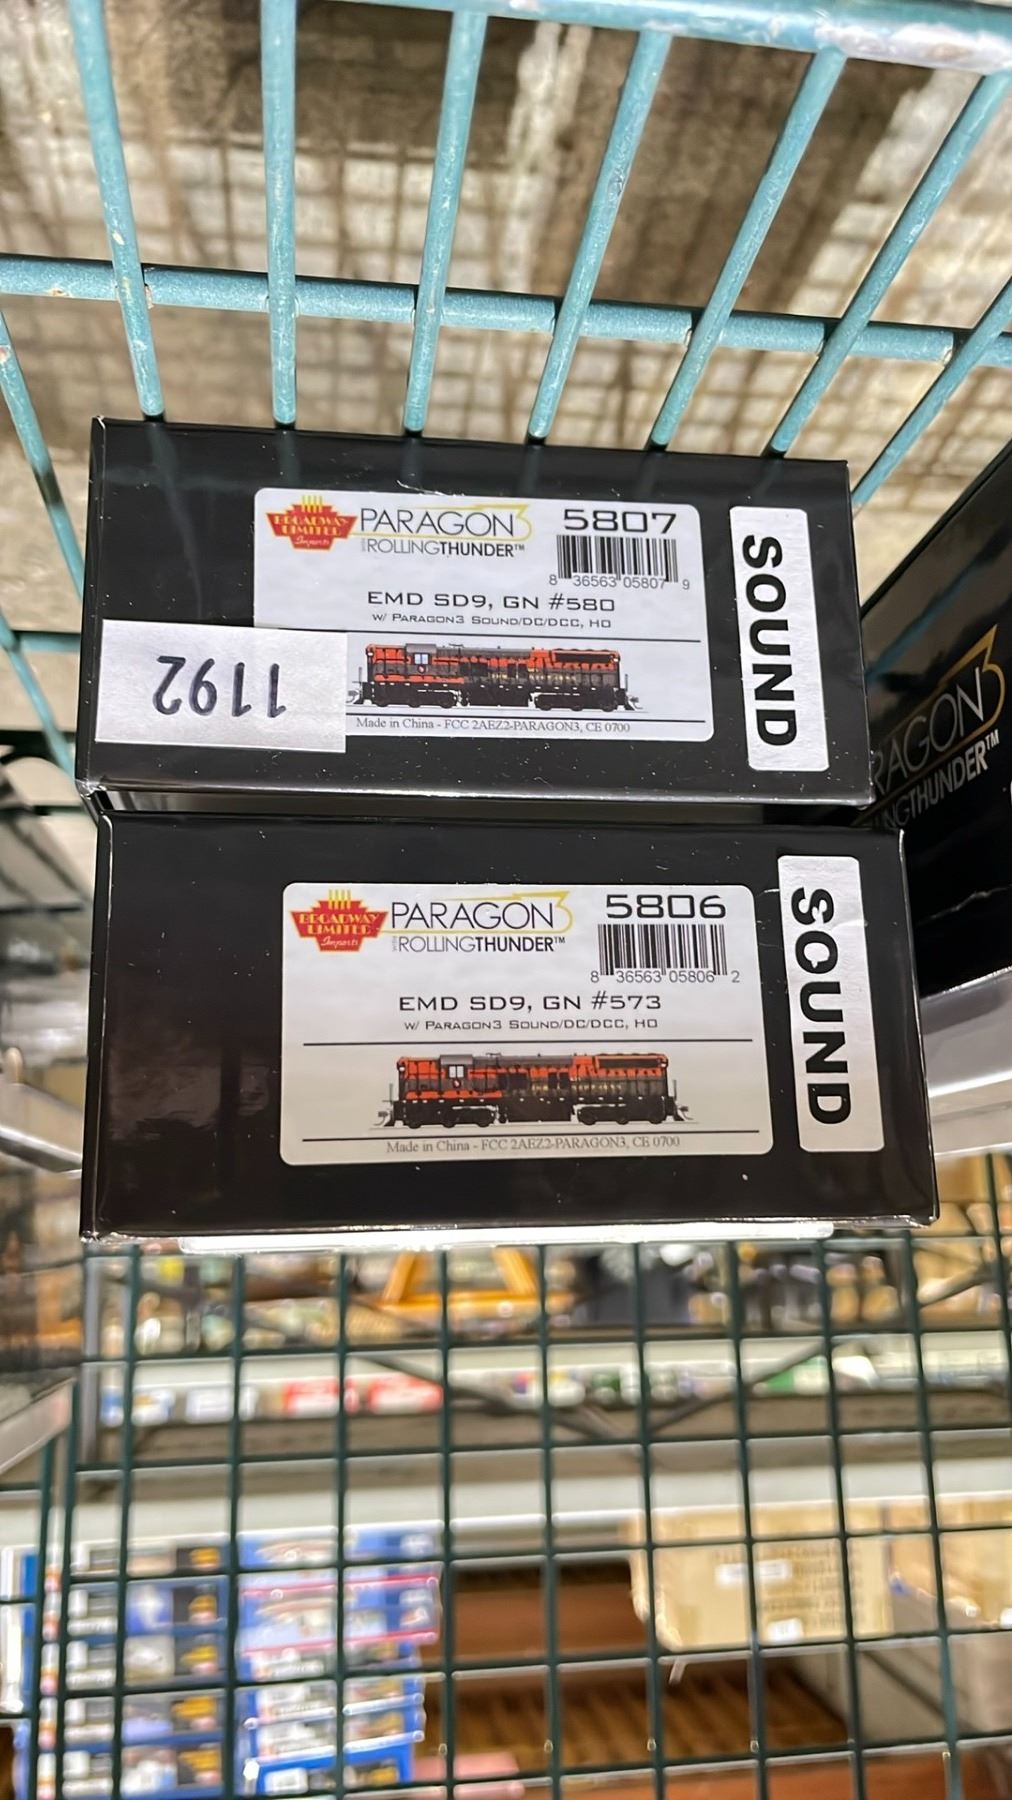 BROADWAY
LIMITED
Imports
PARAGON3
ROLLINGTHUNDER™
5807
8 36563 05807 9
EMD SD9, GN #580
W/ PARAGON3 SOUND/DC/DCC, HO
Made in China - FCC 2AEZ2-PARAGON3, CE 0700
1192
SOUND
BROADWAY
LIMITED
Imports
PARAGON3
ROLLINGTHUNDER™
5806
8 36563 05806 2
EMD SD9, GN #573
W/ PARAGON3 SOUND/DC/DCC, HO
Made in China - FCC 2AEZ2-PARAGON3, CE 0700
SOUND
RAGON3
INGTHUNDER™